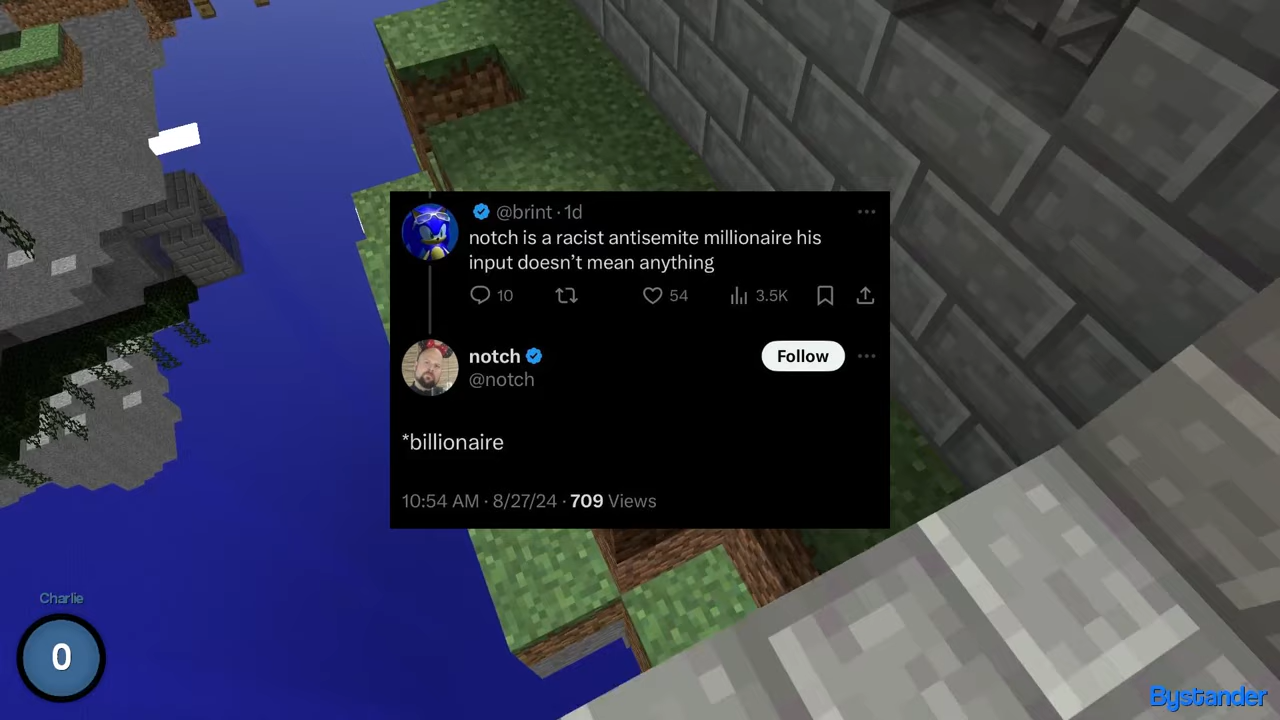 @brint · 1d
notch is a racist antisemite millionaire his
input doesn’t mean anything
10 54 3.5K
notch
Follow
@notch
*billionaire
10:54 AM · 8/27/24 · 709 Views
Charlie
0
Bystander